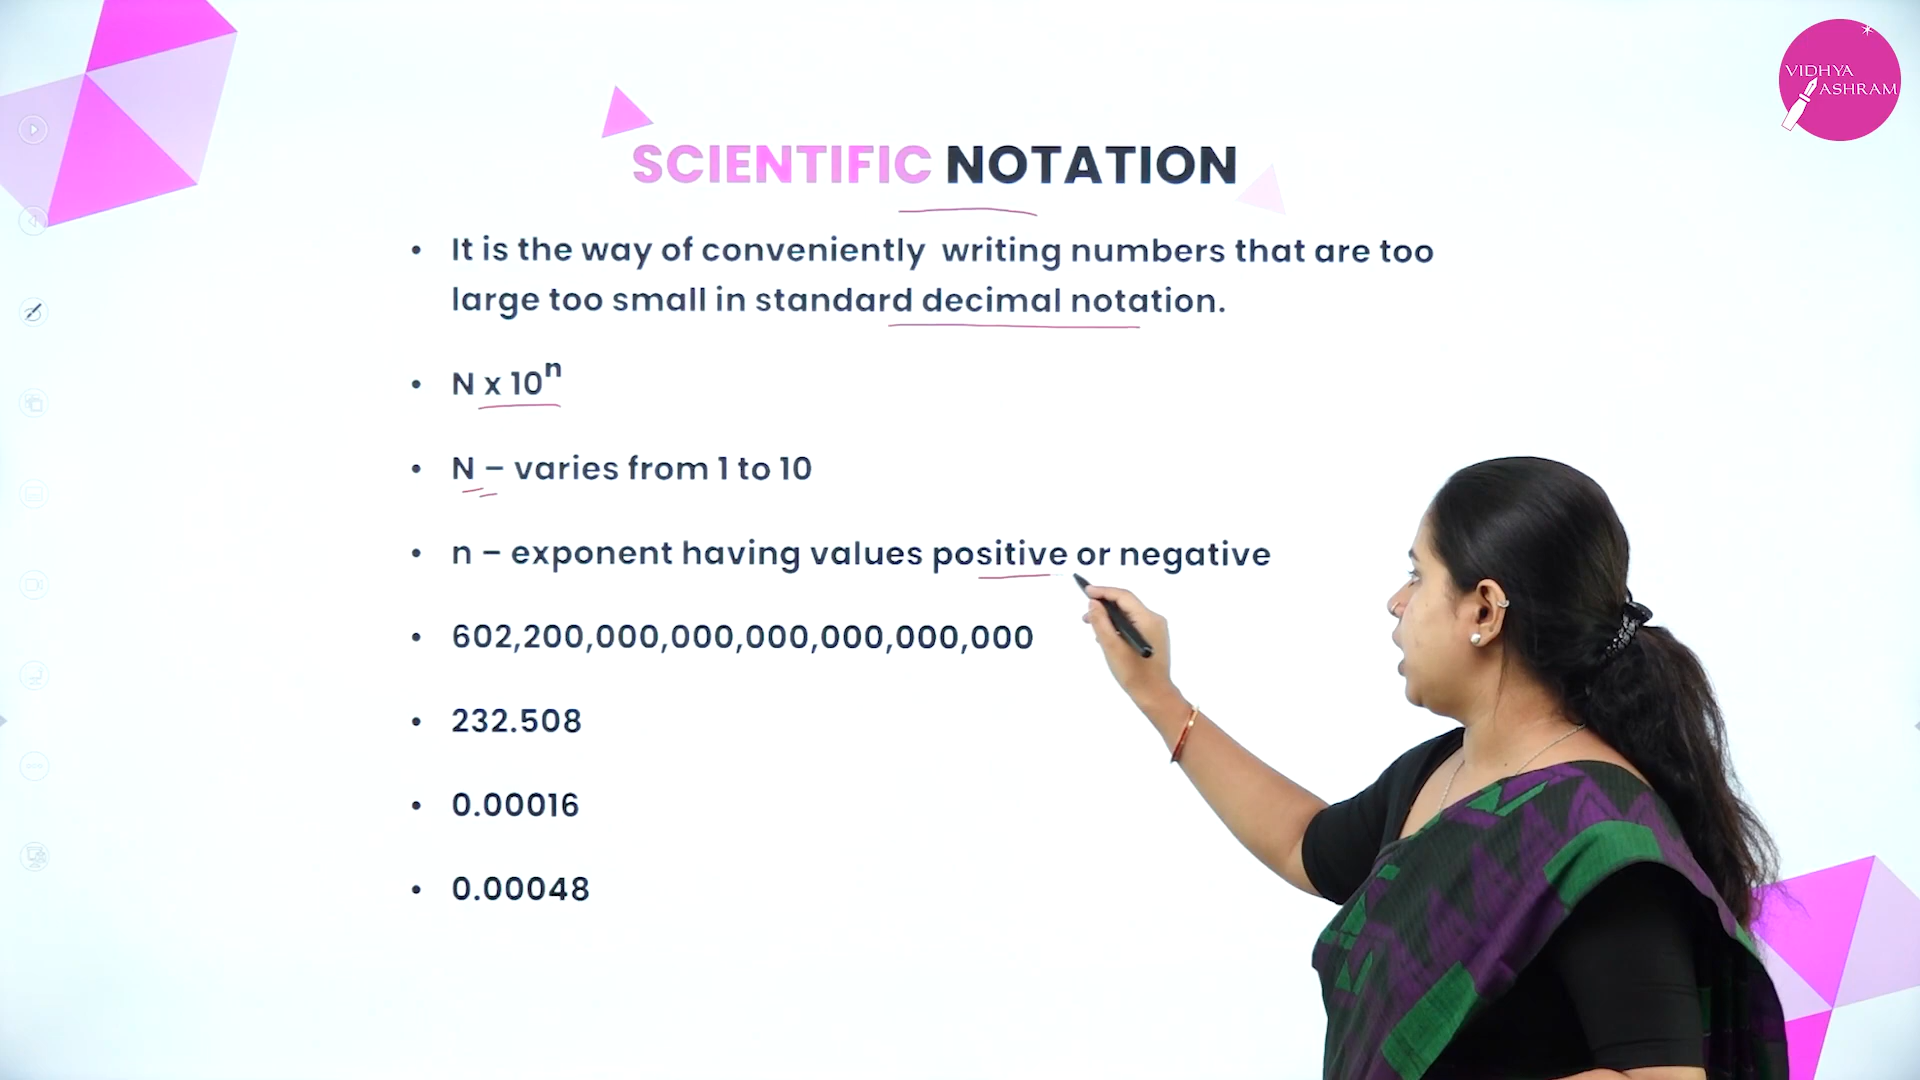 VIDHYA
ASHRAM
SCIENTIFIC NOTATION
• It is the way of conveniently writing numbers that are too
large too small in standard decimal notation.
• N x 10ⁿ
• N – varies from 1 to 10
• n – exponent having values positive or negative
• 602,200,000,000,000,000,000,000
• 232.508
• 0.00016
• 0.00048